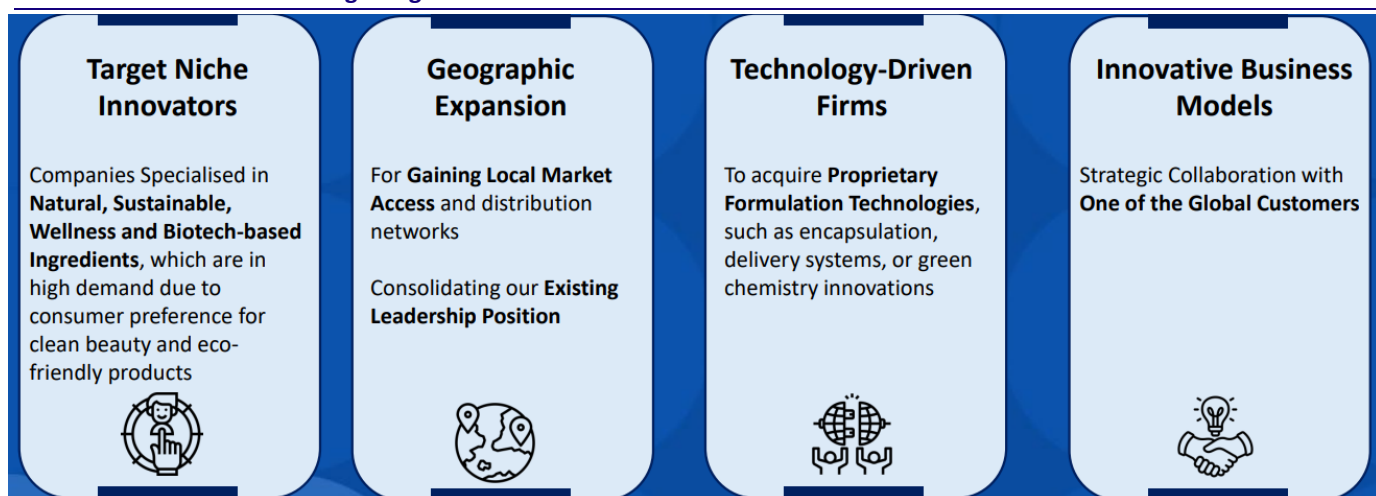 Target Niche
Innovators
Companies Specialised in
Natural, Sustainable,
Wellness and Biotech-based
Ingredients, which are in
high demand due to
consumer preference for
clean beauty and eco-
friendly products
Geographic
Expansion
For Gaining Local Market
Access and distribution
networks
Consolidating our Existing
Leadership Position
Technology-Driven
Firms
To acquire Proprietary
Formulation Technologies,
such as encapsulation,
delivery systems, or green
chemistry innovations
Innovative Business
Models
Strategic Collaboration with
One of the Global Customers